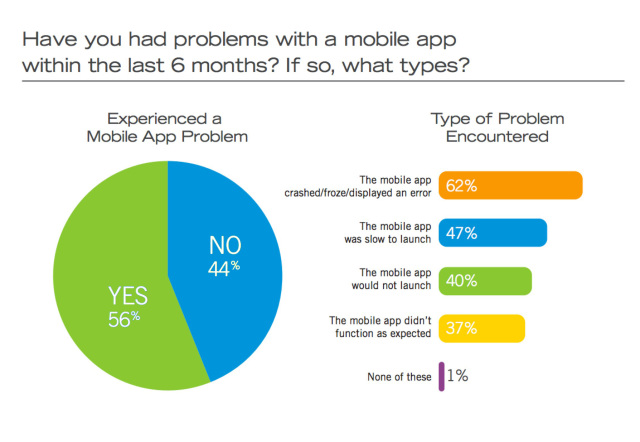 Have you had problems with a mobile app
within the last 6 months? If so, what types?
Experienced a
Mobile App Problem
NO
44%
YES
56%
Type of Problem
Encountered
The mobile app
crashed/froze/displayed an error
62%
The mobile app
was slow to launch
47%
The mobile app
would not launch
40%
The mobile app didn't
function as expected
37%
None of these
1%